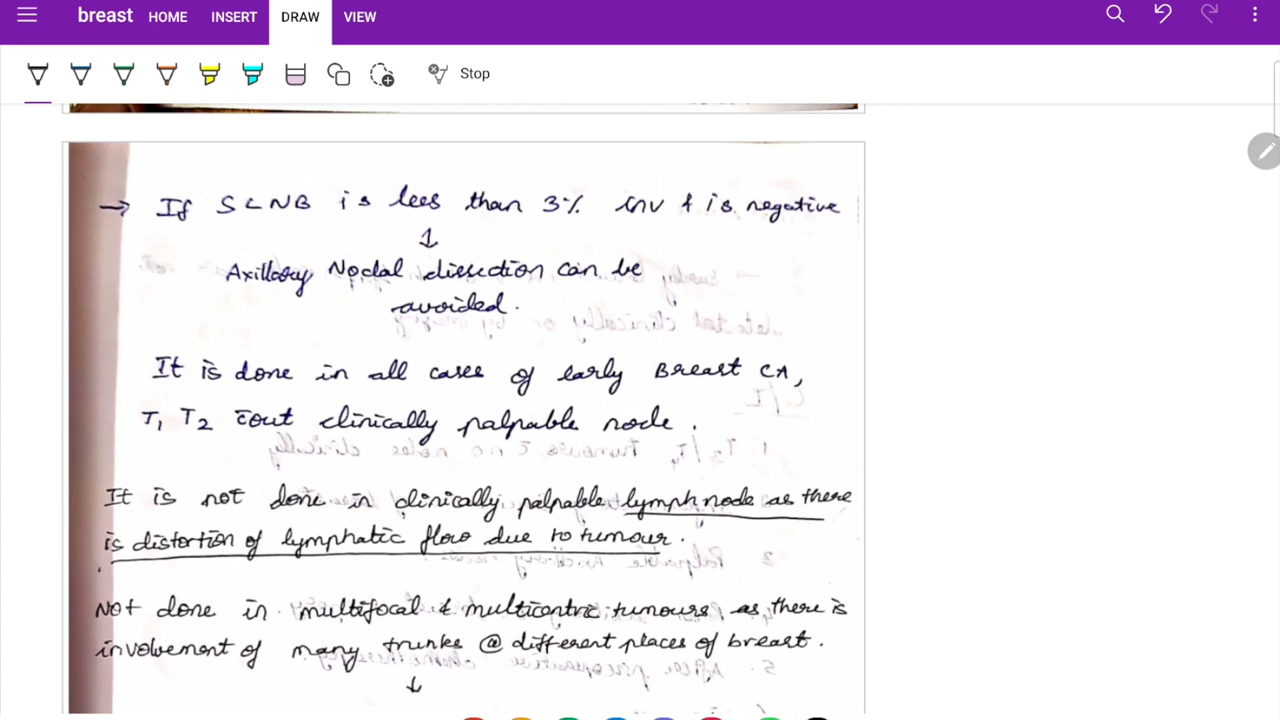 breast HOME INSERT DRAW VIEW
Stop
→ If SLNB is less than 3% inv & is negative
↓
Axillary Nodal dissection can be
avoided.
It is done in all cases of early Breast CA,
T1 T2 c̄out clinically palpable node.
It is not done in clinically palpable lymph node as there
is distortion of lymphatic flow due to tumour.
Not done in multifocal & multicentric tumours as there is
involvement of many trunks @ different places of breast.
↓